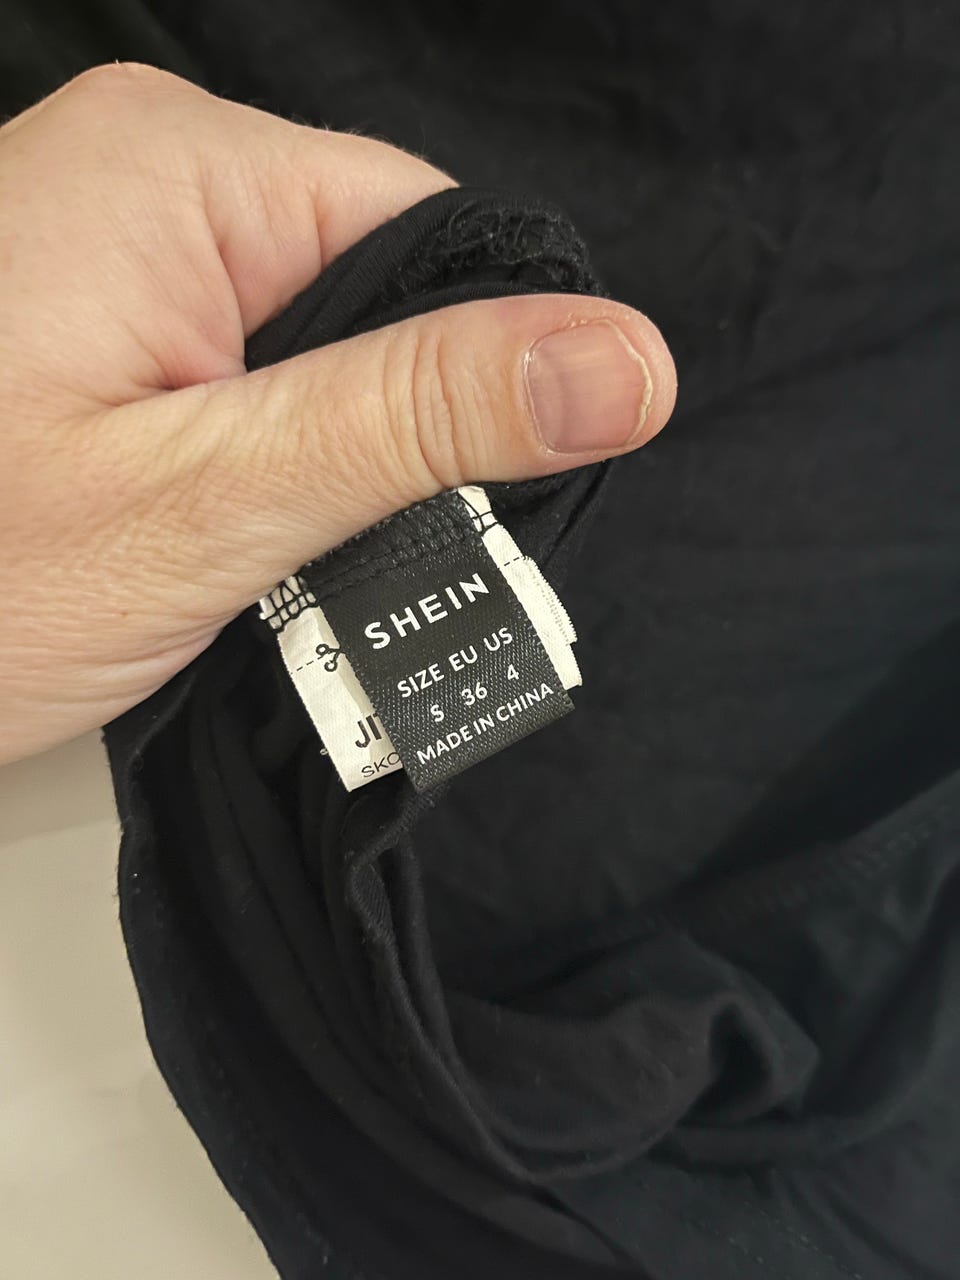 SHEIN
SIZE EU US
S 36 4
MADE IN CHINA